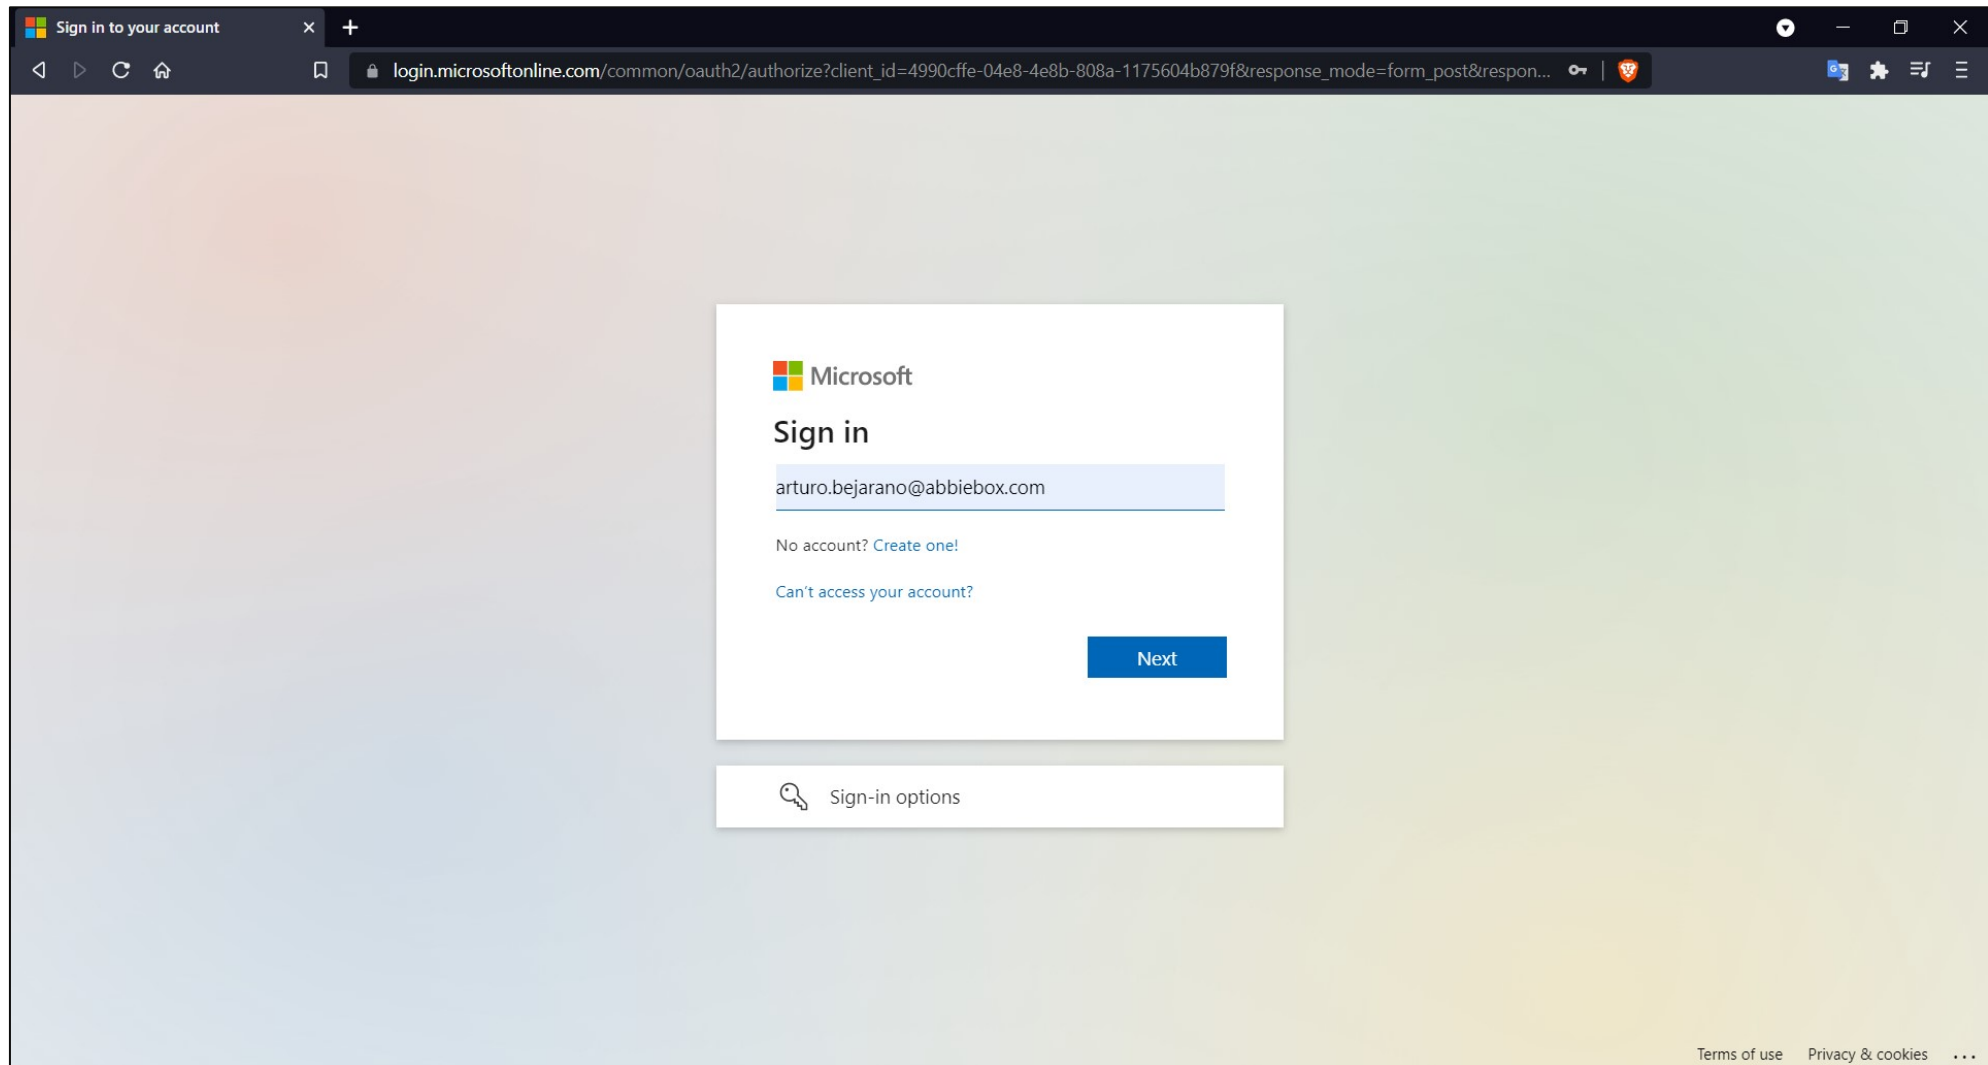 Sign in to your account
login.microsoftonline.com/common/oauth2/authorize?client_id=4990cffe-04e8-4e8b-808a-1175604b879f&response_mode=form_post&respon...
Microsoft
Sign in
arturo.bejarano@abbiebox.com
No account? Create one!
Can't access your account?
Next
Sign-in options
Terms of use Privacy & cookies ...